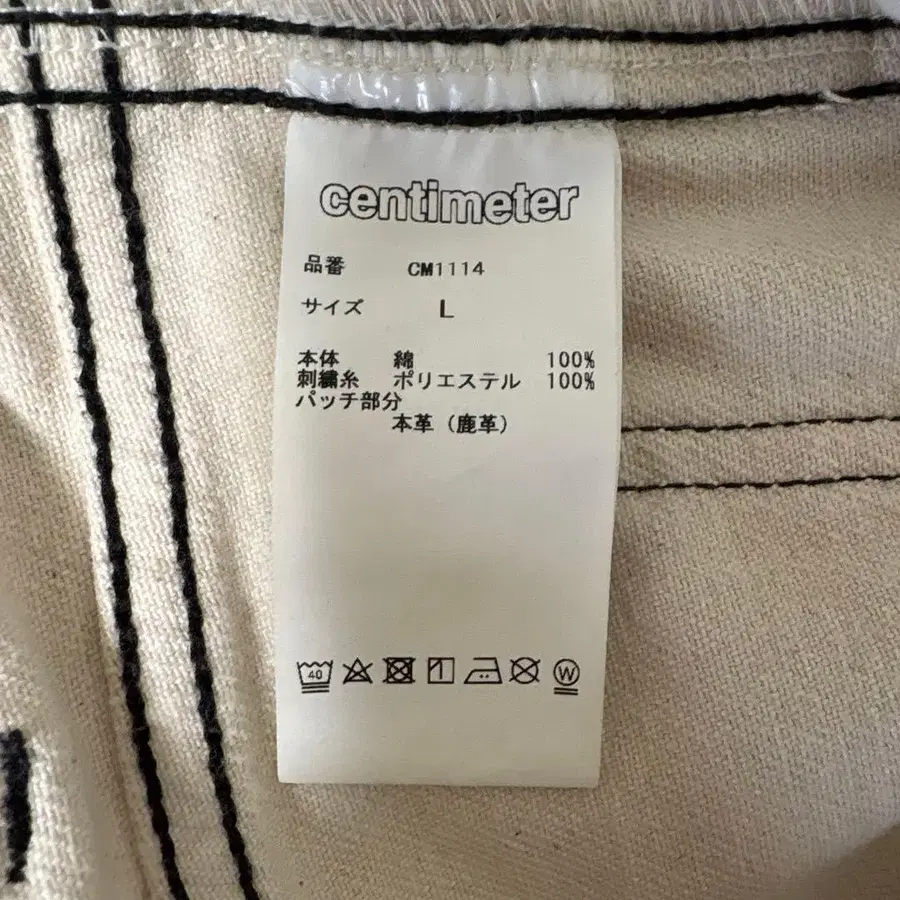 centimeter
品番 CM1114
サイズ L
本体 綿 100%
刺繍糸 ポリエステル 100%
パッチ部分
本革（鹿革）
40 W